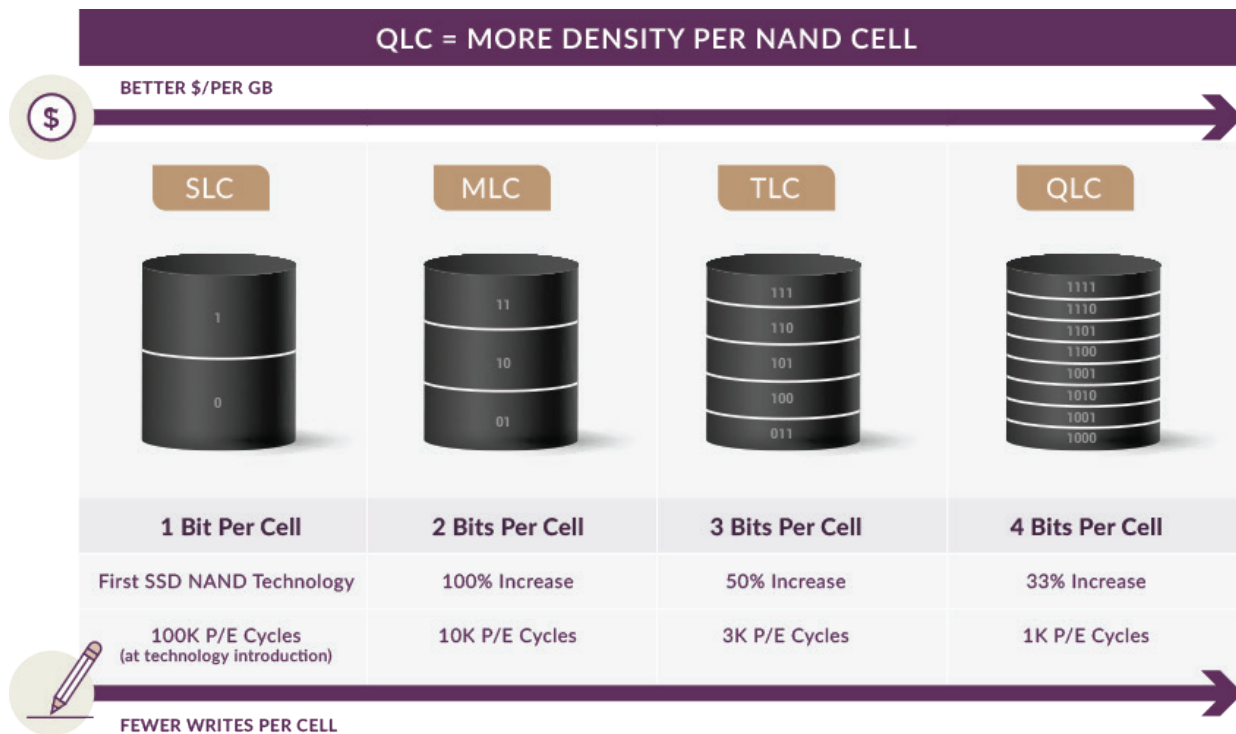 QLC = MORE DENSITY PER NAND CELL
BETTER $/PER GB
$
SLC
MLC
TLC
QLC
1
0
11
10
01
111
110
101
100
011
1111
1110
1101
1100
1001
1010
1001
1000
1 Bit Per Cell
2 Bits Per Cell
3 Bits Per Cell
4 Bits Per Cell
First SSD NAND Technology
100% Increase
50% Increase
33% Increase
100K P/E Cycles
(at technology introduction)
10K P/E Cycles
3K P/E Cycles
1K P/E Cycles
FEWER WRITES PER CELL